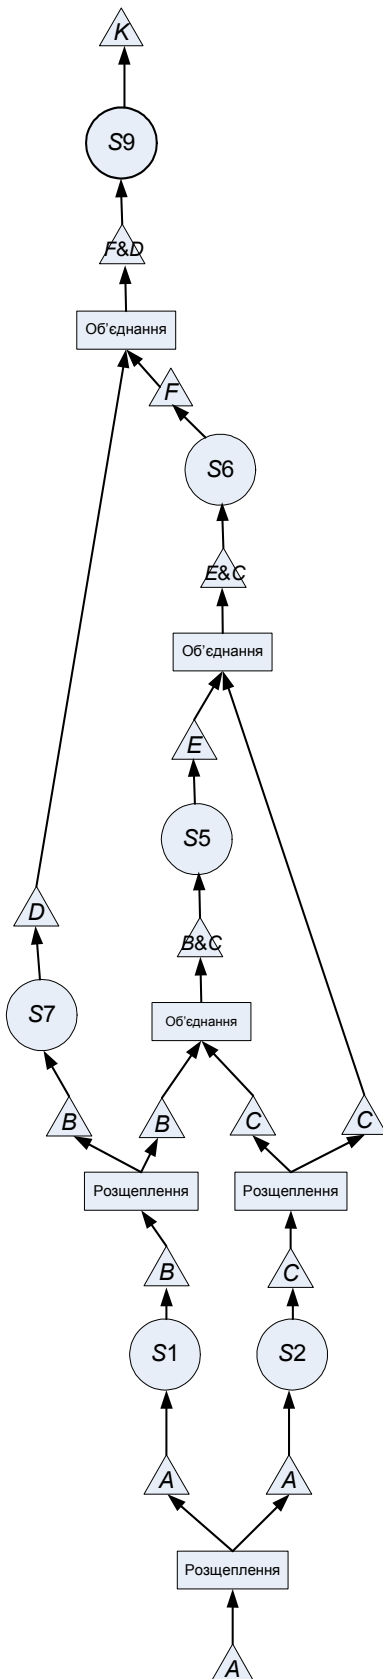 K
S9
F&D
Об’єднання
F
S6
E&C
Об’єднання
E
S5
D
B&C
S7
Об’єднання
B
B
C
C
Розщеплення
Розщеплення
B
C
S1
S2
A
A
Розщеплення
A